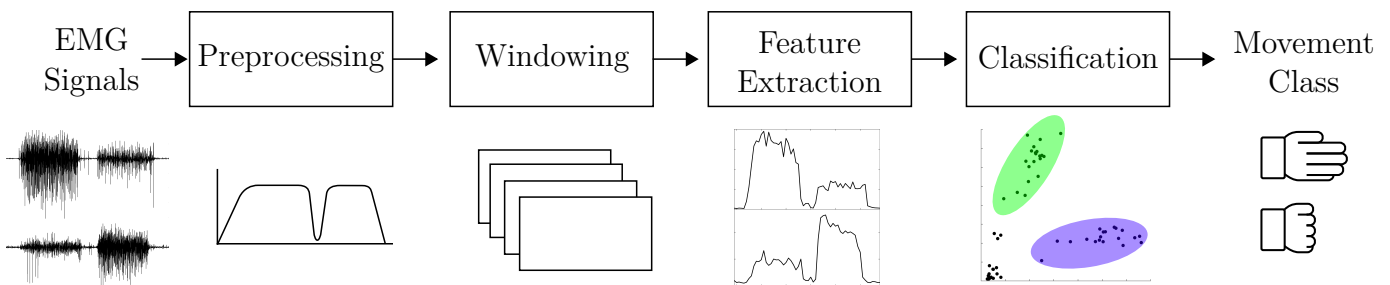 EMG
Signals
Preprocessing
Windowing
Feature
Extraction
Classification
Movement
Class